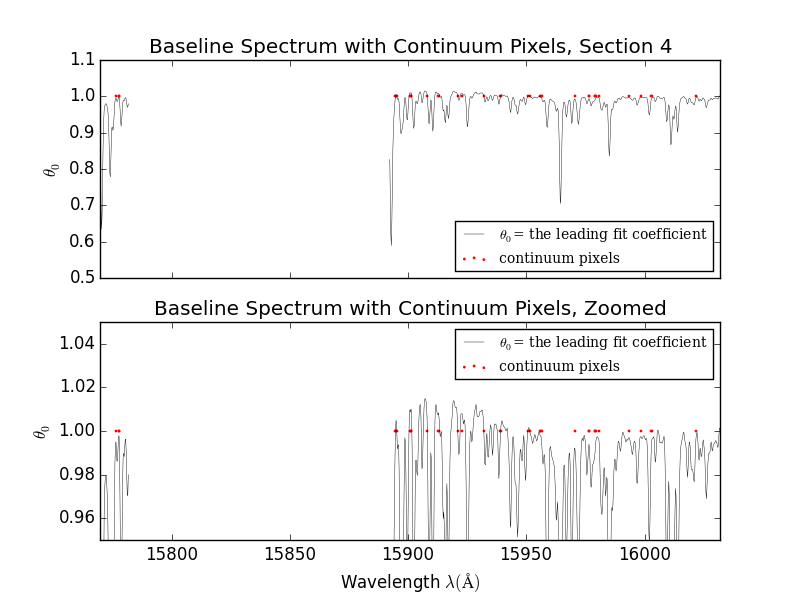 Baseline Spectrum with Continuum Pixels, Section 4
1.1
1.0
0.9
0.8
0.7
0.6
0.5
θ₀
θ₀ = the leading fit coefficient
continuum pixels
Baseline Spectrum with Continuum Pixels, Zoomed
1.04
1.02
1.00
0.98
0.96
θ₀
θ₀ = the leading fit coefficient
continuum pixels
15800 15850 15900 15950 16000
Wavelength λ(Å)